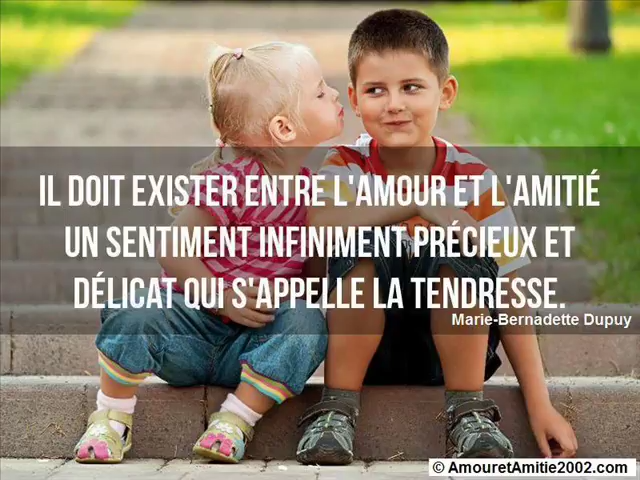 IL DOIT EXISTER ENTRE L'AMOUR ET L'AMITIÉ
UN SENTIMENT INFINIMENT PRÉCIEUX ET
DÉLICAT QUI S'APPELLE LA TENDRESSE.
Marie-Bernadette Dupuy
© AmouretAmitie2002.com